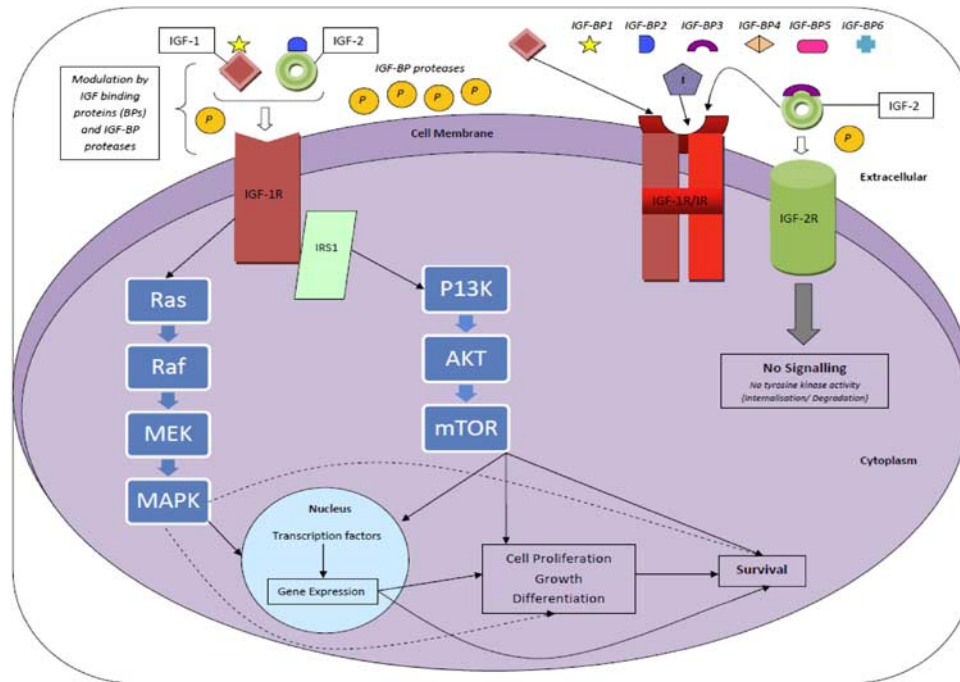 IGF-BP1 IGF-BP2 IGF-BP3 IGF-BP4 IGF-BP5 IGF-BP6
IGF-1
IGF-2
Modulation by
IGF binding
proteins (BPs)
and IGF-BP
proteases
P
IGF-BP proteases
P P P P
I
IGF-2
P
Cell Membrane
Extracellular
IGF-1R
IRS1
IGF-1R/IR
IGF-2R
Ras
Raf
MEK
MAPK
P13K
AKT
mTOR
No Signalling
No tyrosine kinase activity
(Internalisation/ Degradation)
Cytoplasm
Nucleus
Transcription factors
Gene Expression
Cell Proliferation
Growth
Differentiation
Survival